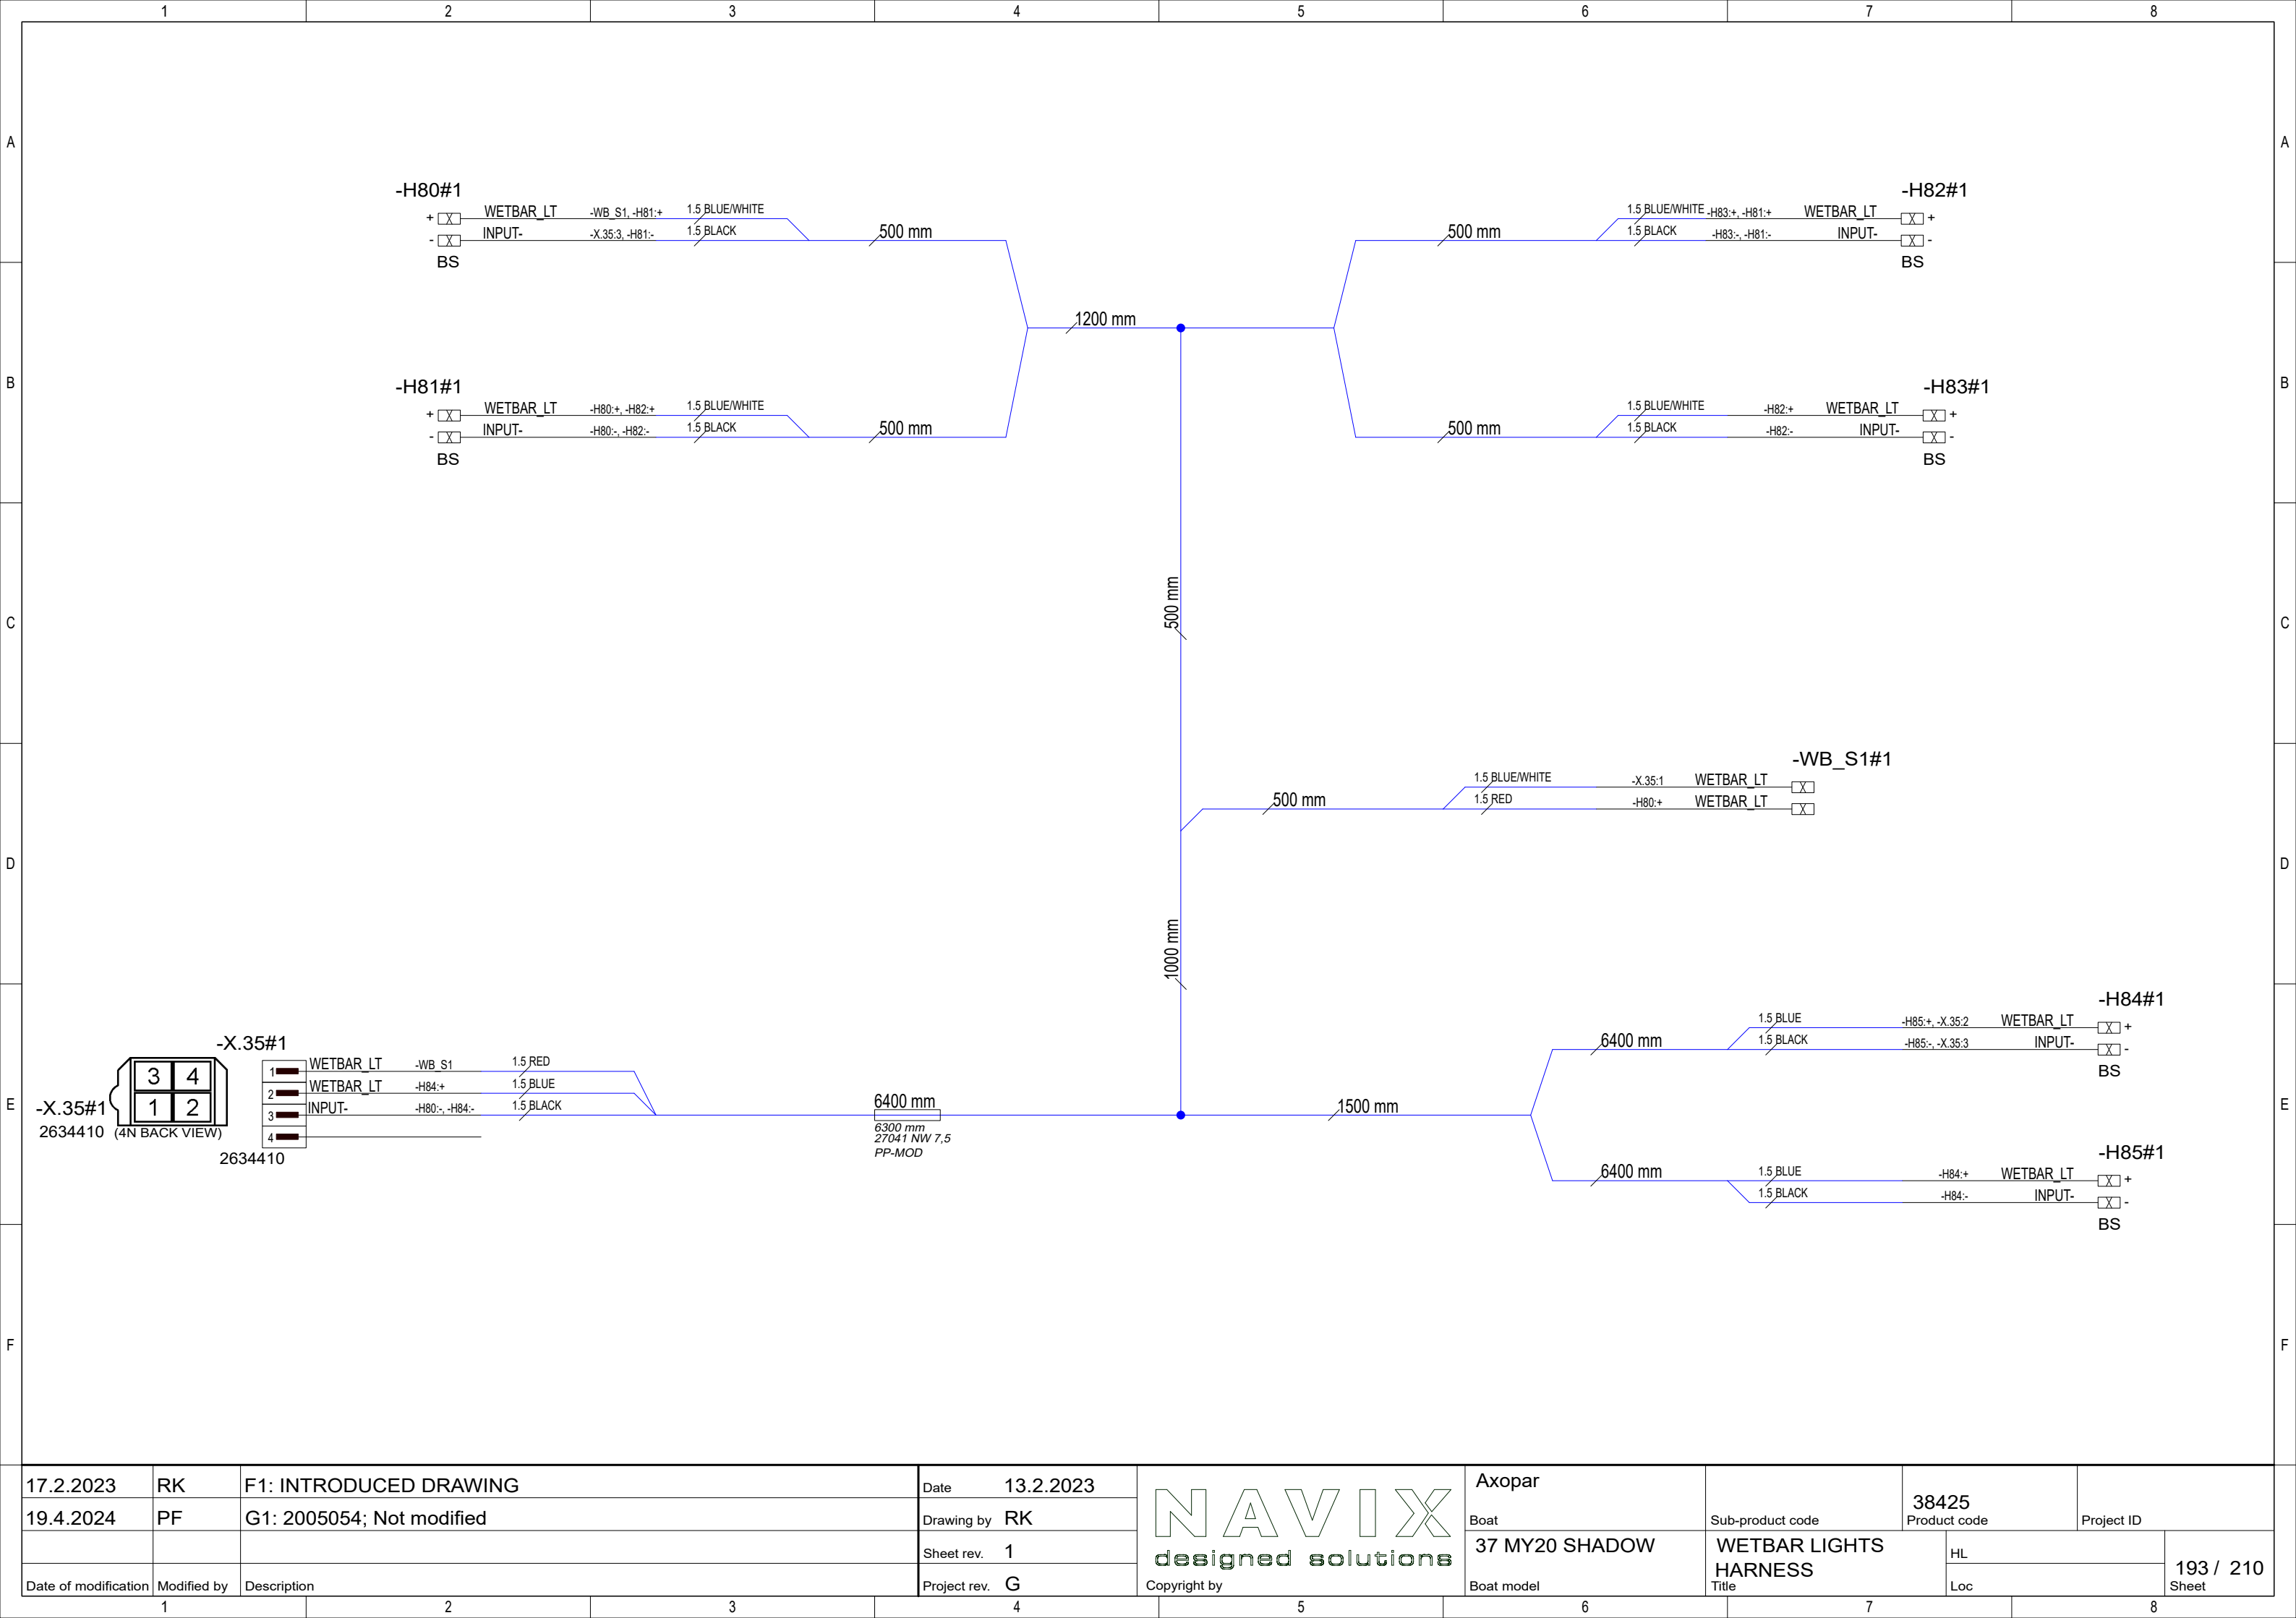 1 2 3 4 5 6 7 8
A A
-H80#1 -H82#1
+ X WETBAR_LT -WB_S1, -H81:+ 1.5 BLUE/WHITE 1.5 BLUE/WHITE -H83:+, -H81:+ WETBAR_LT X +
- X INPUT- -X.35:3, -H81:- 1.5 BLACK 500 mm 500 mm 1.5 BLACK -H83:-, -H81:- INPUT- X -
BS BS
1200 mm
B B
-H81#1 -H83#1
+ X WETBAR_LT -H80:+, -H82:+ 1.5 BLUE/WHITE 1.5 BLUE/WHITE -H82:+ WETBAR_LT X +
- X INPUT- -H80:-, -H82:- 1.5 BLACK 500 mm 500 mm 1.5 BLACK -H82:- INPUT- X -
BS BS
500 mm
C C
-WB_S1#1
1.5 BLUE/WHITE -X.35:1 WETBAR_LT X
500 mm 1.5 RED -H80:+ WETBAR_LT X
D D
1000 mm
-H84#1
1.5 BLUE -H85:+, -X.35:2 WETBAR_LT X +
6400 mm 1.5 BLACK -H85:-, -X.35:3 INPUT- X -
BS
-X.35#1
3 4 1 WETBAR_LT -WB_S1 1.5 RED
1 2 2 WETBAR_LT -H84:+ 1.5 BLUE
E -X.35#1 3 INPUT- -H80:-, -H84:- 1.5 BLACK 6400 mm 1500 mm E
2634410 (4N BACK VIEW) 4
2634410
6300 mm
27041 NW 7,5
PP-MOD
-H85#1
6400 mm 1.5 BLUE -H84:+ WETBAR_LT X +
1.5 BLACK -H84:- INPUT- X -
BS
F F
17.2.2023 RK F1: INTRODUCED DRAWING
19.4.2024 PF G1: 2005054; Not modified
Date of modification Modified by Description
Date 13.2.2023
Drawing by RK
Sheet rev. 1
Project rev. G
NAVIX
designed solutions
Copyright by
Axopar
Boat
37 MY20 SHADOW
Boat model
Sub-product code
38425
Product code
Project ID
WETBAR LIGHTS
HARNESS
Title
HL
Loc
193 / 210
Sheet
1 2 3 4 5 6 7 8